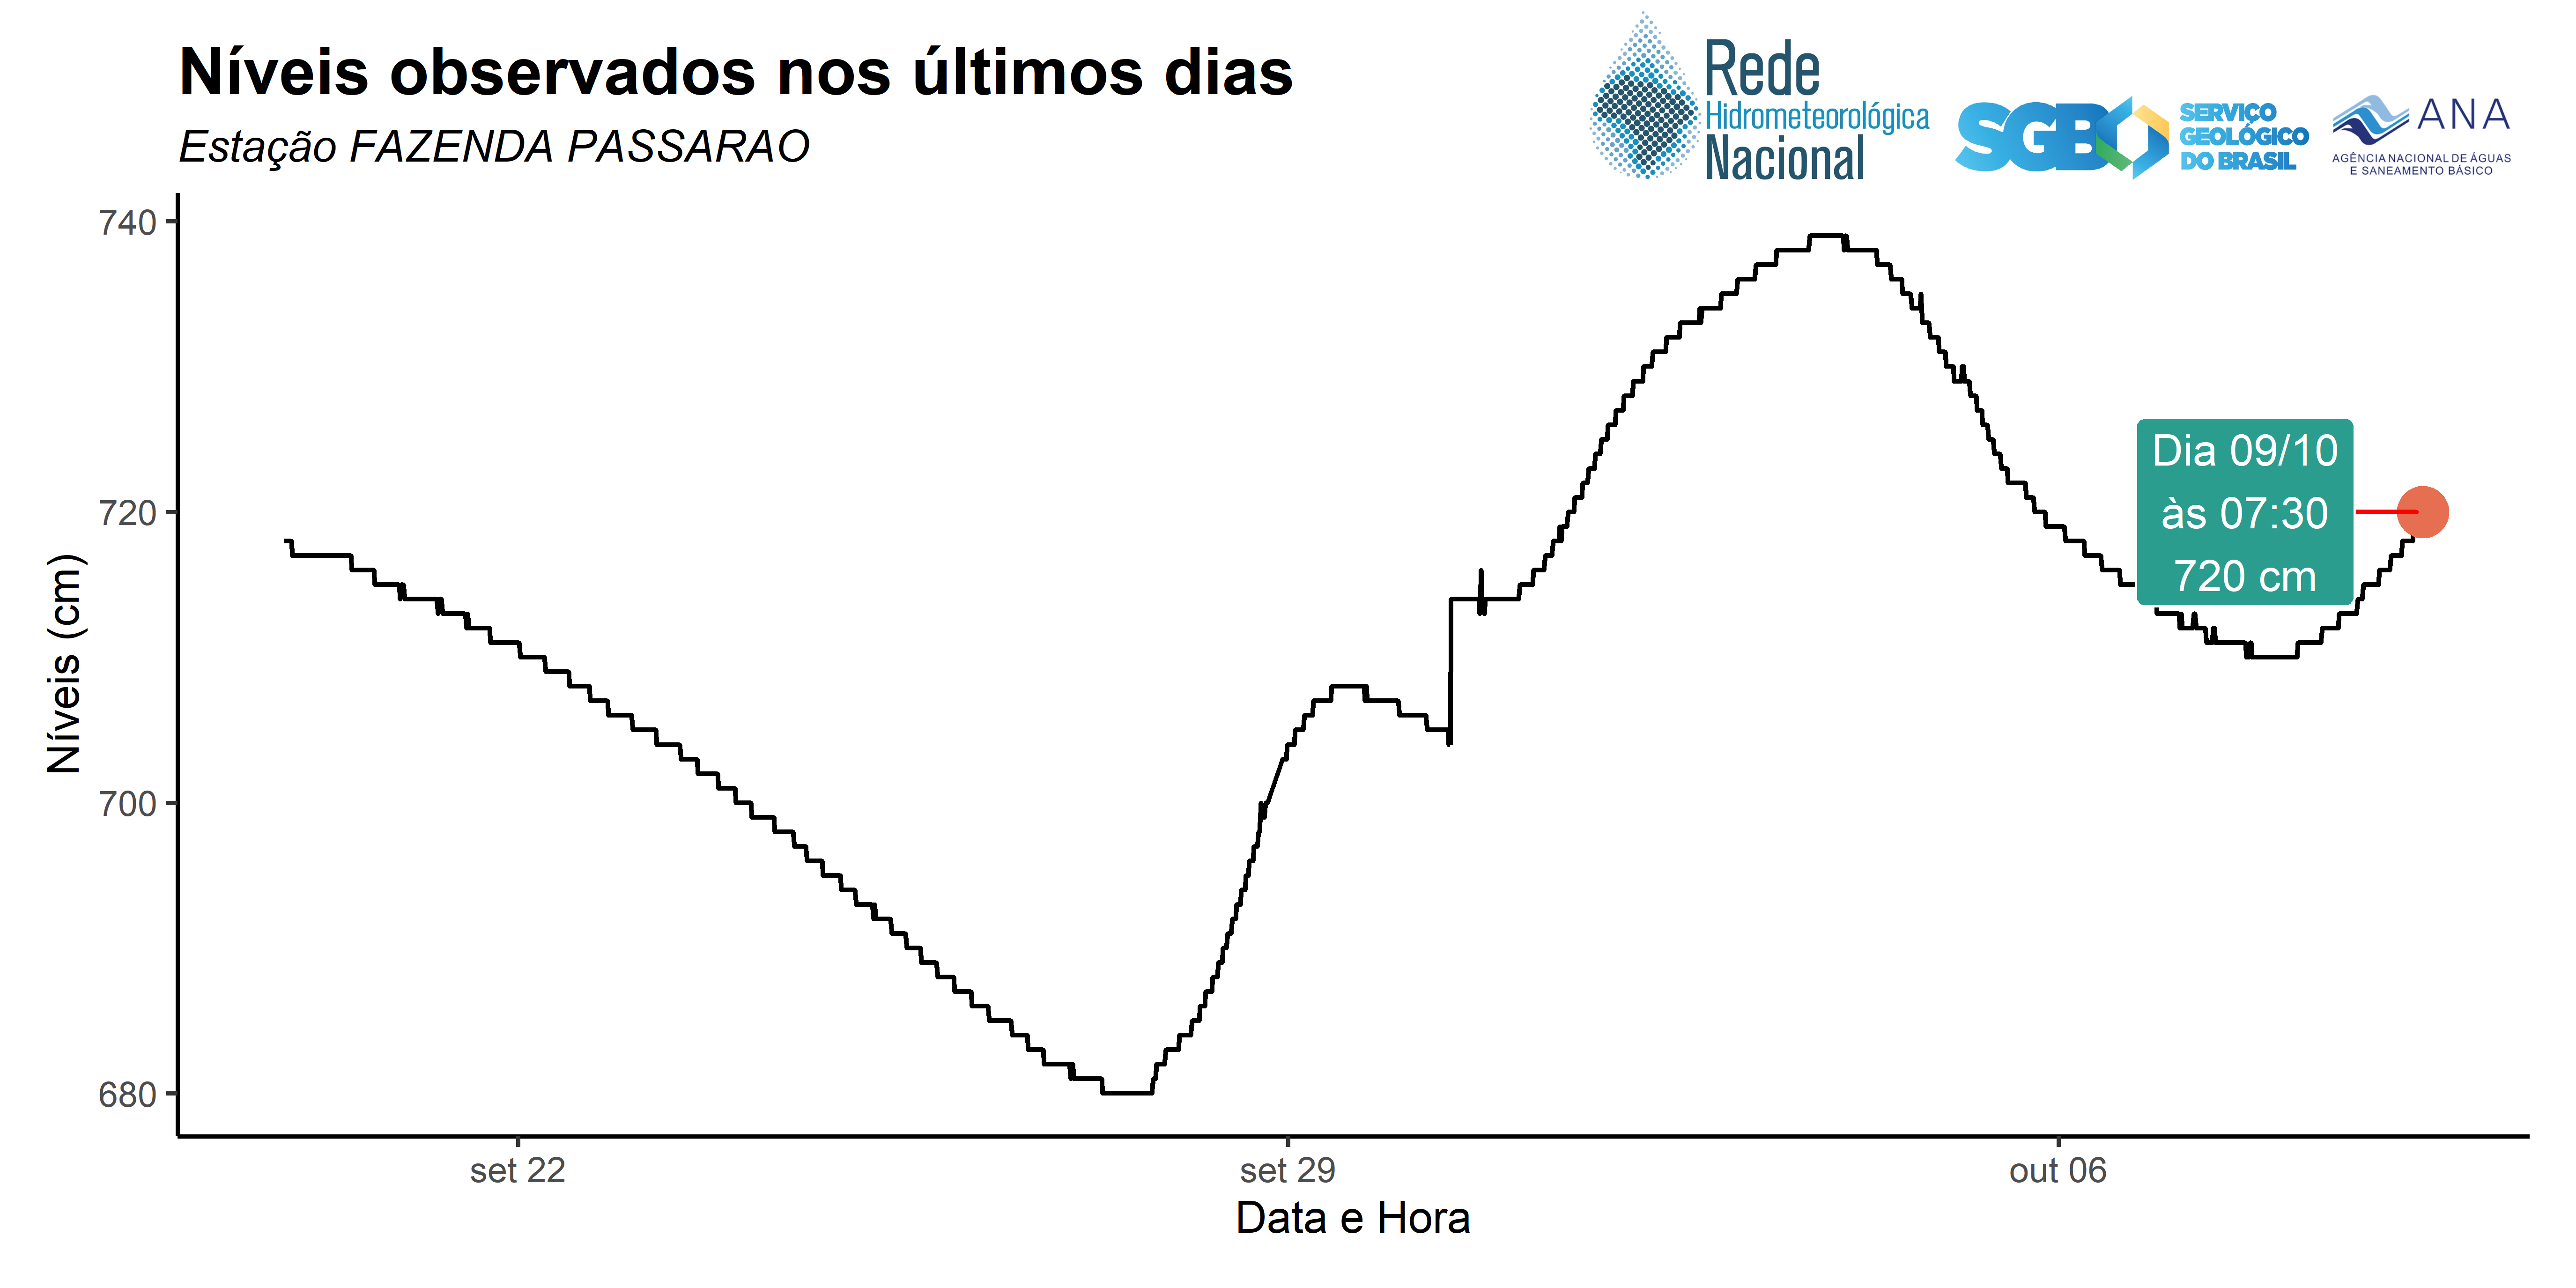 Níveis observados nos últimos dias
Estação FAZENDA PASSARAO
Rede
Hidrometeorológica
Nacional
SGB
SERVIÇO
GEOLÓGICO
DO BRASIL
ANA
AGÊNCIA NACIONAL DE ÁGUAS
E SANEAMENTO BÁSICO
740
720
700
680
Níveis (cm)
Dia 09/10
às 07:30
720 cm
set 22
set 29
out 06
Data e Hora